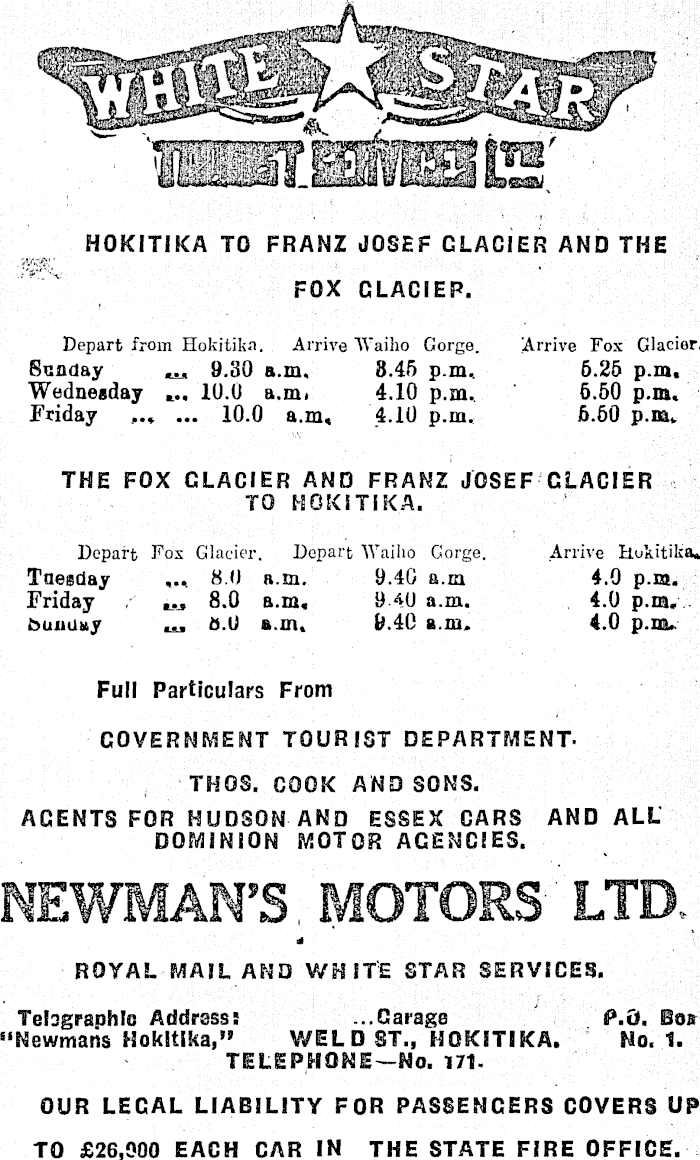 WHITE STAR
HOKITIKA TO FRANZ JOSEF GLACIER AND THE
FOX GLACIER.
Depart from Hokitika. Arrive Waiho Gorge. Arrive Fox Glacier.
Sunday ... 9.30 a.m. 3.45 p.m. 5.25 p.m.
Wednesday ... 10.0 a.m. 4.10 p.m. 5.50 p.m.
Friday ... ... 10.0 a.m. 4.10 p.m. 5.50 p.m.
THE FOX GLACIER AND FRANZ JOSEF GLACIER
TO HOKITIKA.
Depart Fox Glacier. Depart Waiho Gorge. Arrive Hokitika.
Tuesday ... 8.0 a.m. 9.40 a.m 4.0 p.m.
Friday ... 8.0 a.m. 9.40 a.m. 4.0 p.m.
Sunday ... 8.0 a.m. 9.40 a.m. 4.0 p.m.
Full Particulars From
GOVERNMENT TOURIST DEPARTMENT.
THOS. COOK AND SONS.
AGENTS FOR HUDSON AND ESSEX CARS AND ALL
DOMINION MOTOR AGENCIES.
NEWMAN'S MOTORS LTD.
ROYAL MAIL AND WHITE STAR SERVICES.
Telegraphic Address: ...Garage P.O. Box
"Newmans Hokitika," WELD ST., HOKITIKA. No. 1.
TELEPHONE—No. 171.
OUR LEGAL LIABILITY FOR PASSENGERS COVERS UP
TO £26,000 EACH CAR IN THE STATE FIRE OFFICE.